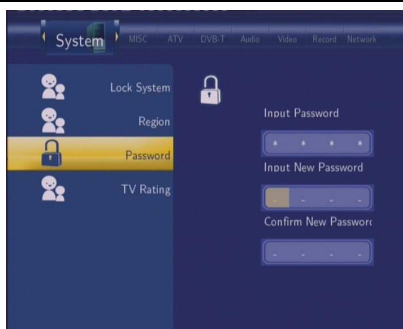 System MISC ATV DVB-T Audio Video Record Network
Lock System
Region
Password
TV Rating
Input Password
* * * *
Input New Password
- - - -
Confirm New Password
- - - -